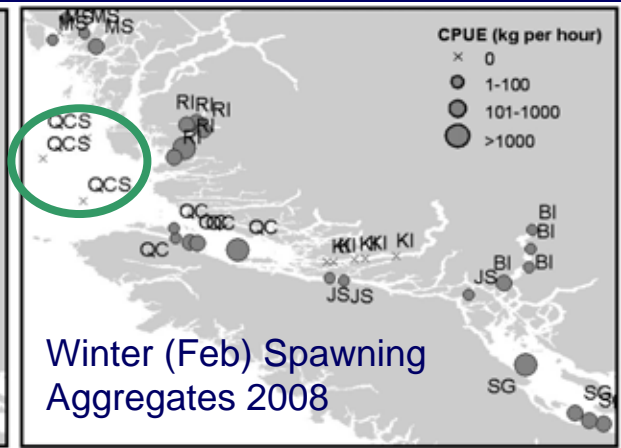 MS MS
MS MS
CPUE (kg per hour)
× 0
1-100
101-1000
>1000
RI RI RI
RI
RI
QCS
QCS
QCS
QC
QC QC
QC
QC
KI KI KI KI
JS JS
BI
BI
BI BI
JS
SG
SG
Winter (Feb) Spawning
Aggregates 2008